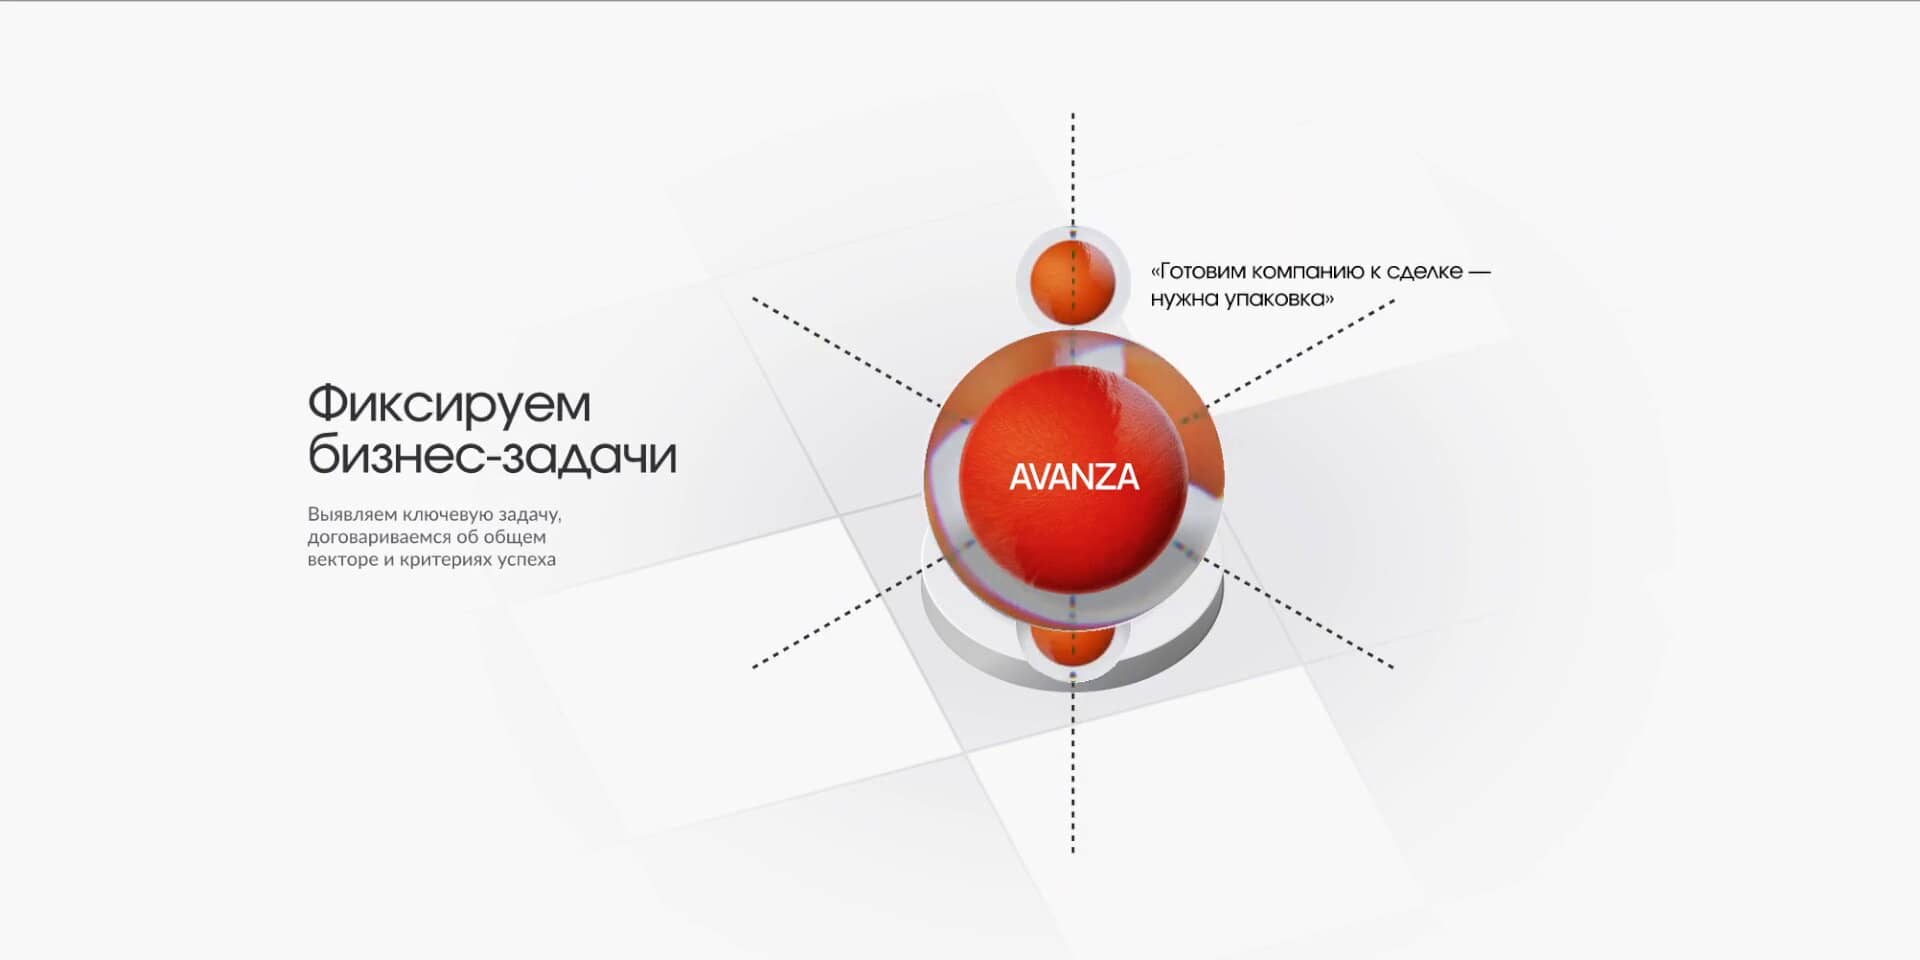 Фиксируем
бизнес-задачи
Выявляем ключевую задачу,
договариваемся об общем
векторе и критериях успеха
«Готовим компанию к сделке —
нужна упаковка»
AVANZA